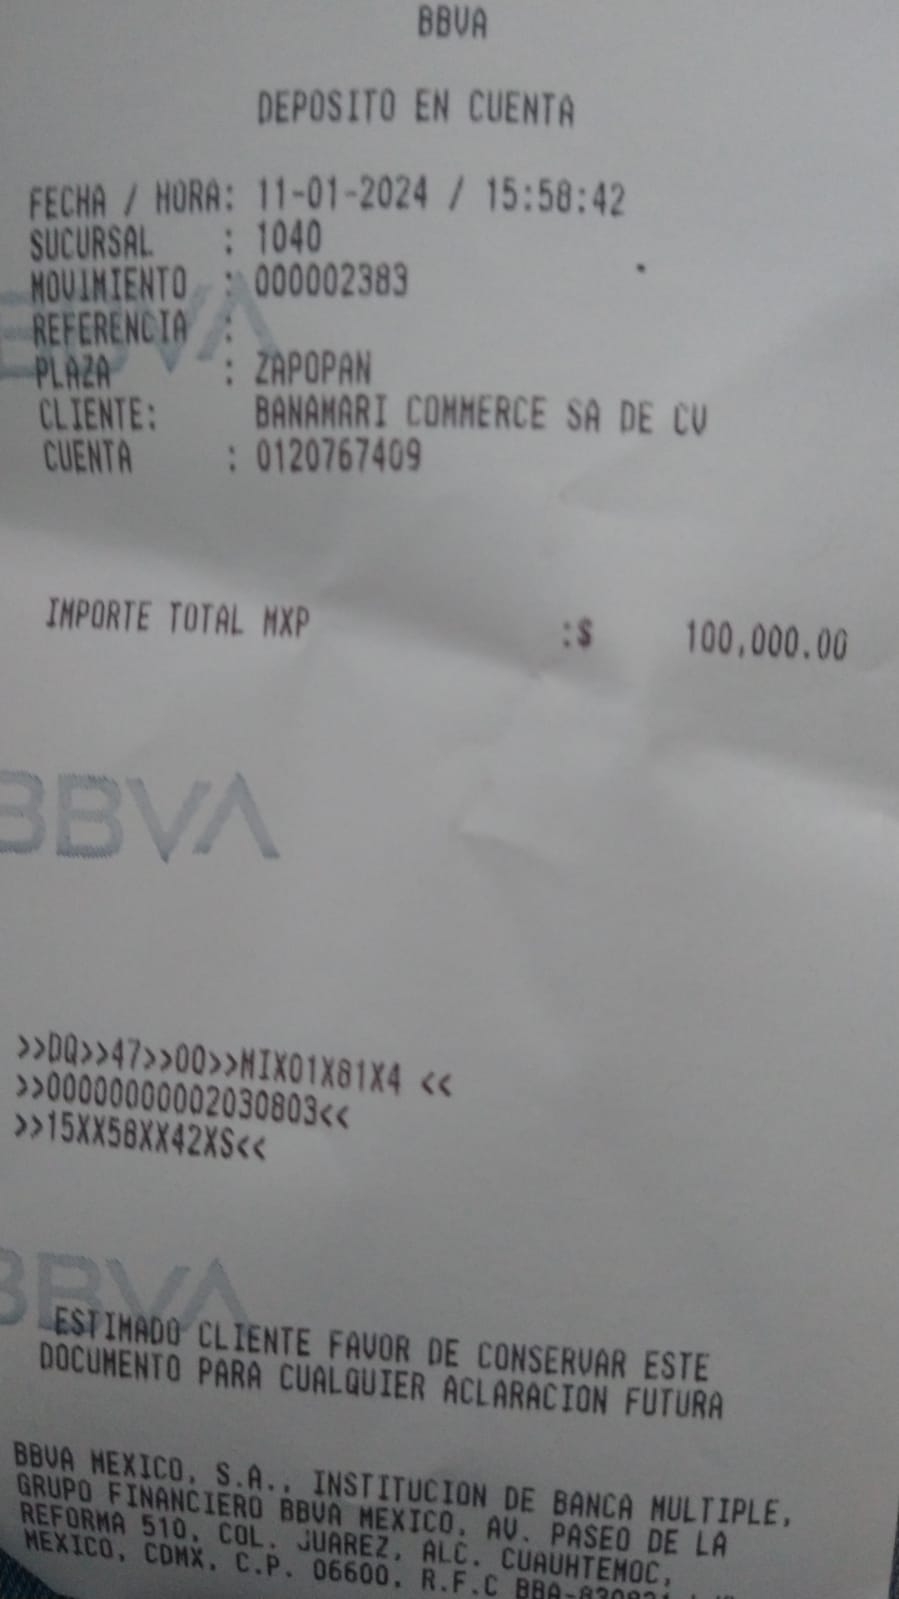 BBVA
DEPOSITO EN CUENTA
FECHA / HORA: 11-01-2024 / 15:58:42
SUCURSAL : 1040
MOVIMIENTO : 000002383
REFERENCIA :
PLAZA : ZAPOPAN
CLIENTE: BANAMARI COMMERCE SA DE CV
CUENTA : 0120767409
IMPORTE TOTAL MXP :$ 100,000.00
BBVA
>>DQ>>47>>00>>MIX01X81X4 <<
>>00000000002030803<<
>>15XX58XX42XS<<
BBVA
ESTIMADO CLIENTE FAVOR DE CONSERVAR ESTE
DOCUMENTO PARA CUALQUIER ACLARACION FUTURA
BBVA MEXICO, S.A., INSTITUCION DE BANCA MULTIPLE,
GRUPO FINANCIERO BBVA MEXICO. AV. PASEO DE LA
REFORMA 510, COL. JUAREZ, ALC. CUAUHTEMOC,
MEXICO, CDMX. C.P. 06600, R.F.C